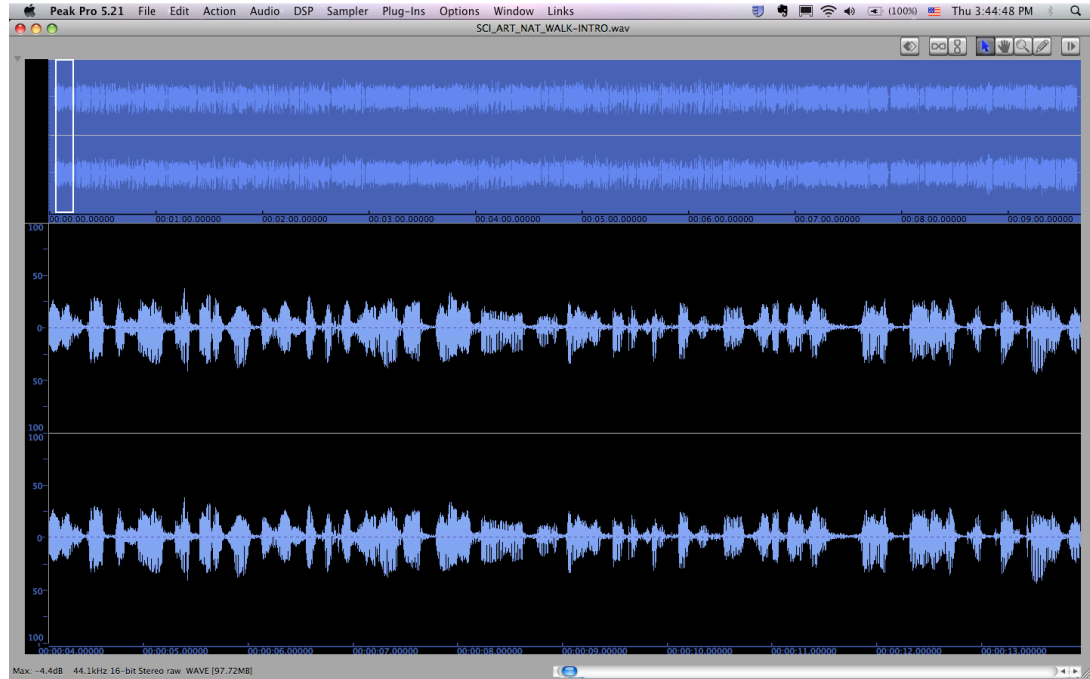 Peak Pro 5.21 File Edit Action Audio DSP Sampler Plug-Ins Options Window Links (100%) Thu 3:44:48 PM
SCI_ART_NAT_WALK-INTRO.wav
00:00:00.00000 00:01:00.00000 00:02:00.00000 00:03:00.00000 00:04:00.00000 00:05:00.00000 00:06:00.00000 00:07:00.00000 00:08:00.00000 00:09:00.00000
100
50
0
50
100
100
50
0
50
100
00:00:04.00000 00:00:05.00000 00:00:06.00000 00:00:07.00000 00:00:08.00000 00:00:09.00000 00:00:10.00000 00:00:11.00000 00:00:12.00000 00:00:13.00000
Max: -4.4dB 44.1kHz 16-bit Stereo raw WAVE [97.72MB]